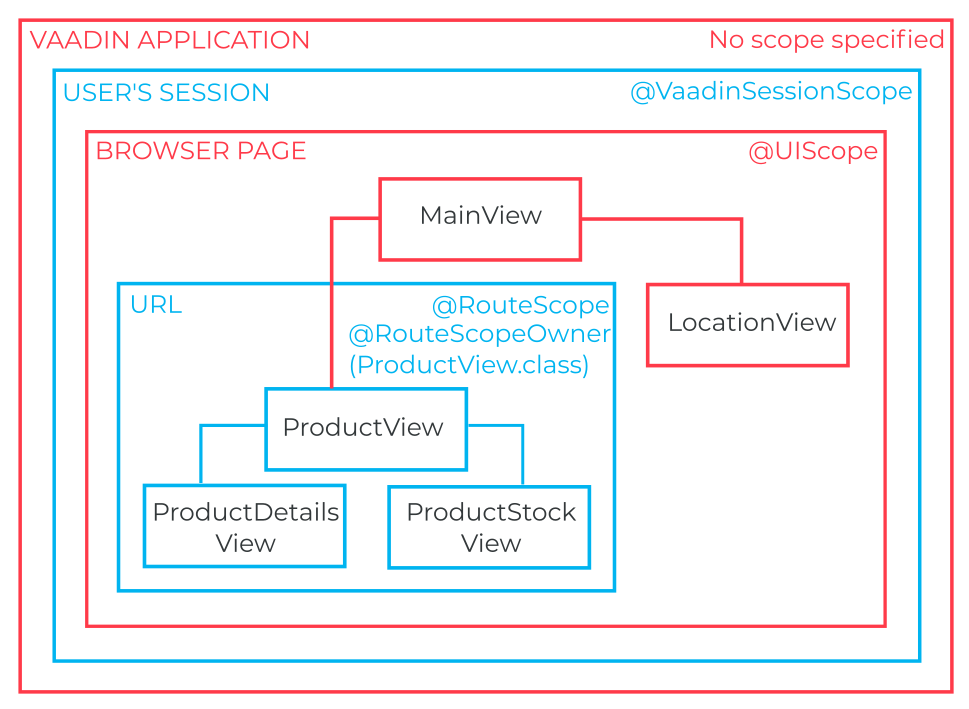 VAADIN APPLICATION
No scope specified
USER'S SESSION
@VaadinSessionScope
BROWSER PAGE
@UIScope
MainView
URL
@RouteScope
@RouteScopeOwner
(ProductView.class)
LocationView
ProductView
ProductDetails
View
ProductStock
View